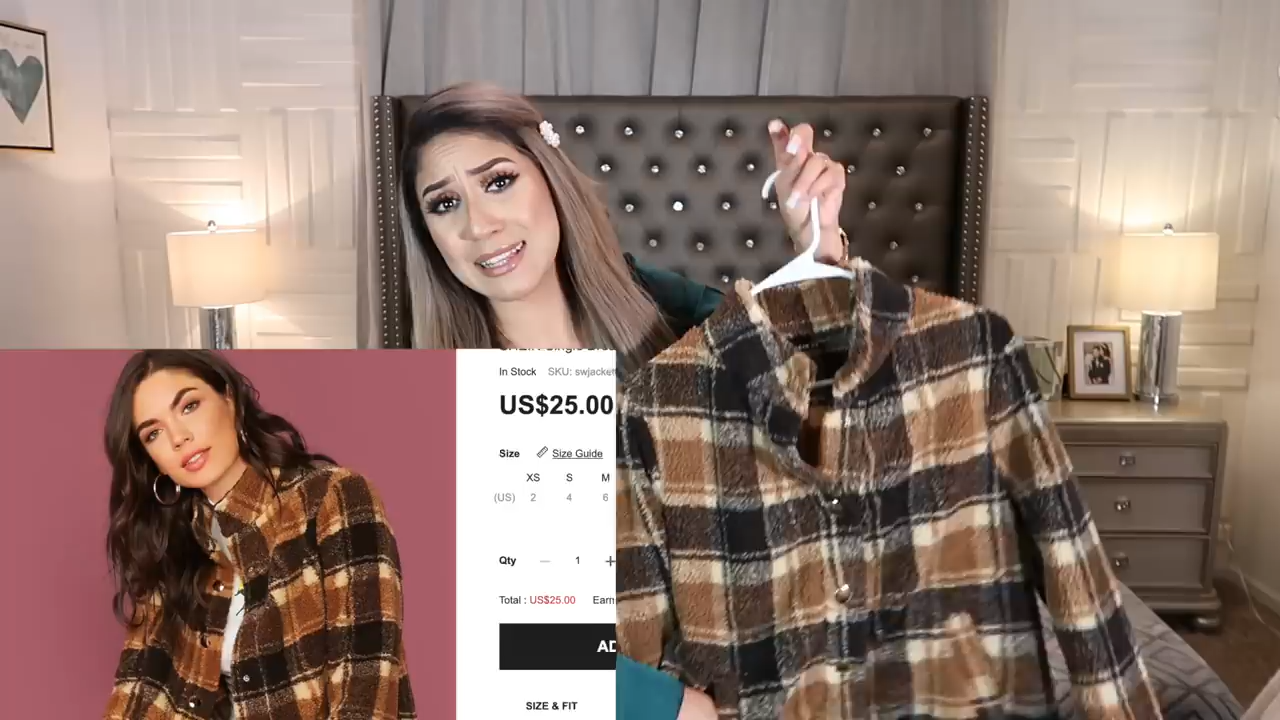 In Stock SKU: swjacket
US$25.00
Size Size Guide
XS S M
(US) 2 4 6
Qty — 1 +
Total : US$25.00 Earn
AD
SIZE & FIT